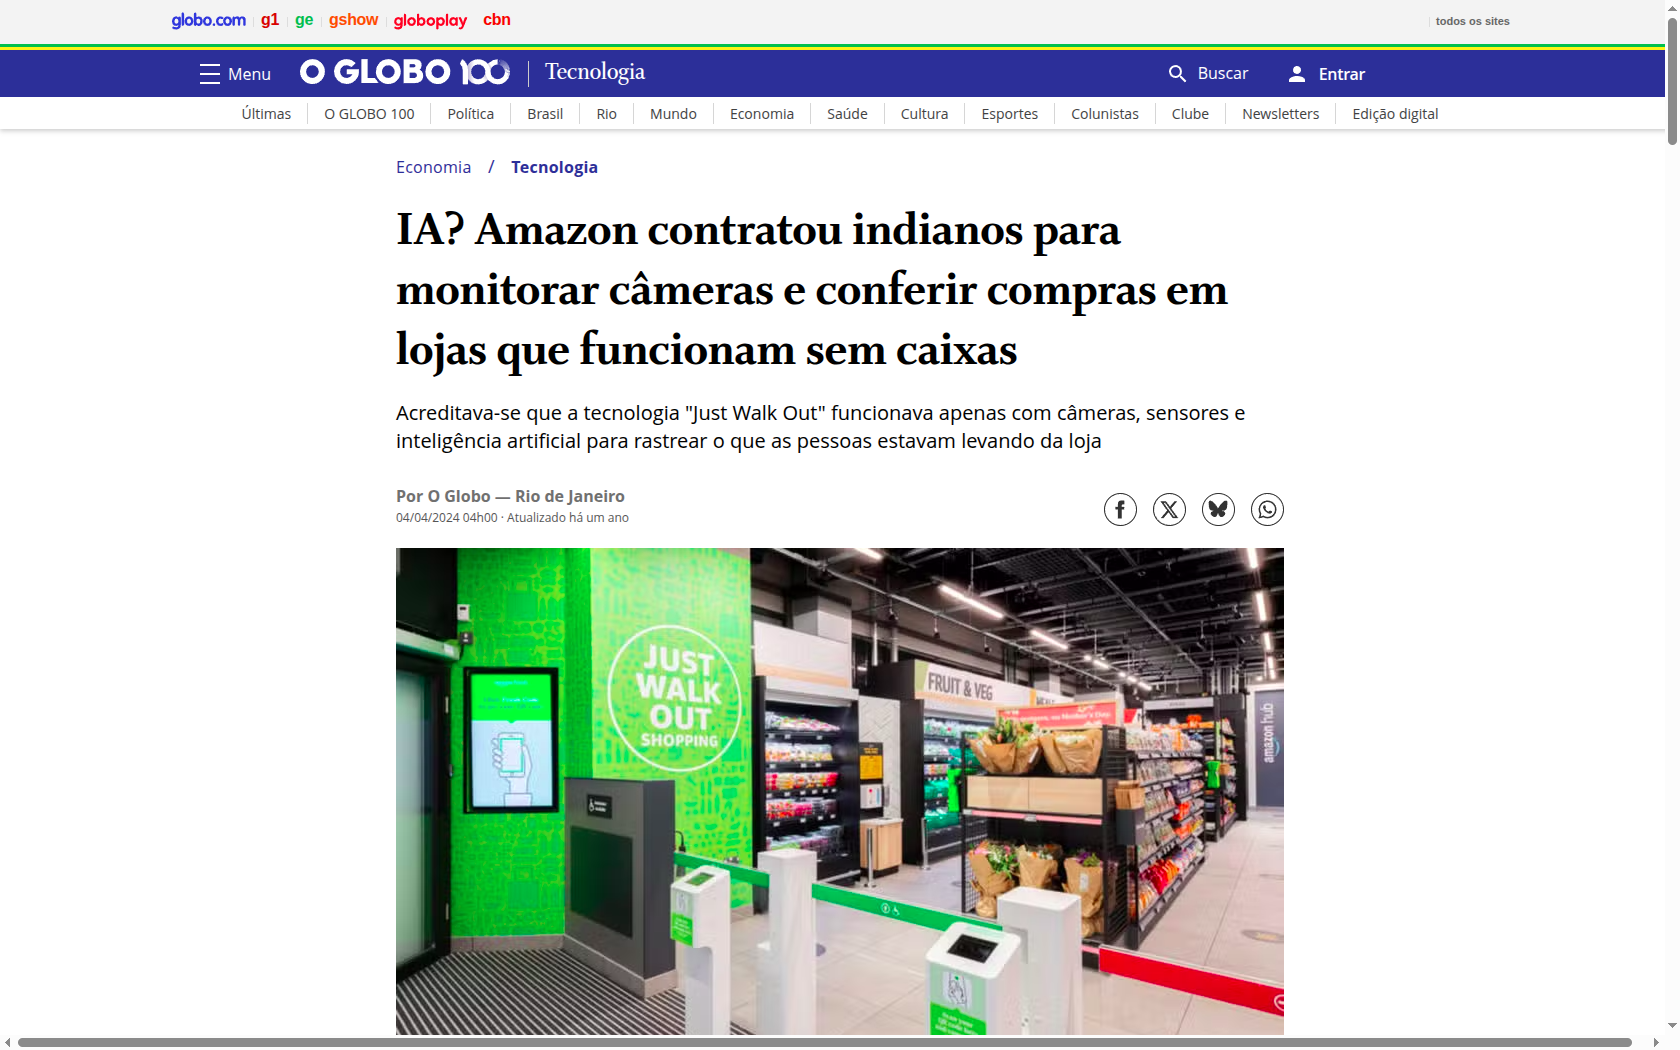 globo.com g1 ge gshow globoplay cbn todos os sites
Menu O GLOBO 100 Tecnologia Buscar Entrar
Últimas O GLOBO 100 Política Brasil Rio Mundo Economia Saúde Cultura Esportes Colunistas Clube Newsletters Edição digital
Economia / Tecnologia
IA? Amazon contratou indianos para
monitorar câmeras e conferir compras em
lojas que funcionam sem caixas
Acreditava-se que a tecnologia "Just Walk Out" funcionava apenas com câmeras, sensores e
inteligência artificial para rastrear o que as pessoas estavam levando da loja
Por O Globo — Rio de Janeiro
04/04/2024 04h00 · Atualizado há um ano
JUST
WALK
OUT
SHOPPING
FRUIT & VEG
amazon hub